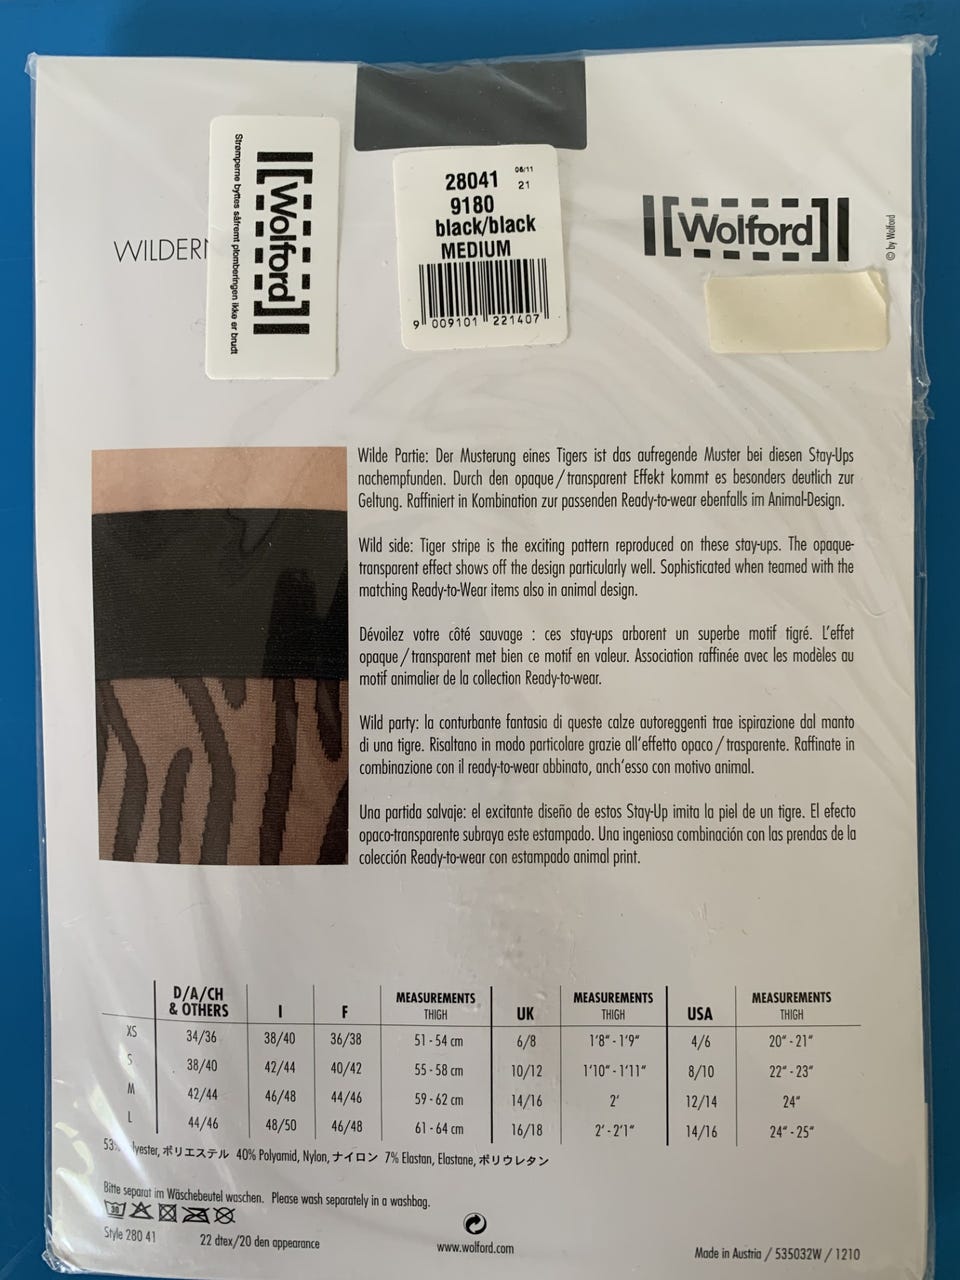 Strømperne byttes såfremt plomberingen ikke er brudt
Wolford
06/11
28041 21
9180
black/black
MEDIUM
9 009101 221407
Wolford
© by Wolford
Wilde Partie: Der Musterung eines Tigers ist das aufregende Muster bei diesen Stay-Ups
nachempfunden. Durch den opaque/transparent Effekt kommt es besonders deutlich zur
Geltung. Raffiniert in Kombination zur passenden Ready-to-wear ebenfalls im Animal-Design.
Wild side: Tiger stripe is the exciting pattern reproduced on these stay-ups. The opaque-
transparent effect shows off the design particularly well. Sophisticated when teamed with the
matching Ready-to-Wear items also in animal design.
Dévoilez votre côté sauvage : ces stay-ups arborent un superbe motif tigré. L'effet
opaque/transparent met bien ce motif en valeur. Association raffinée avec les modèles au
motif animalier de la collection Ready-to-wear.
Wild party: la conturbante fantasia di queste calze autoreggenti trae ispirazione dal manto
di una tigre. Risaltano in modo particolare grazie all'effetto opaco/trasparente. Raffinate in
combinazione con il ready-to-wear abbinato, anch'esso con motivo animal.
Una partida salvaje: el excitante diseño de estos Stay-Up imita la piel de un tigre. El efecto
opaco-transparente subraya este estampado. Una ingeniosa combinación con las prendas de la
colección Ready-to-wear con estampado animal print.
D/A/CH & OTHERS I F MEASUREMENTS THIGH UK MEASUREMENTS THIGH USA MEASUREMENTS THIGH
XS 34/36 38/40 36/38 51 - 54 cm 6/8 1'8" - 1'9" 4/6 20" - 21"
S 38/40 42/44 40/42 55 - 58 cm 10/12 1'10" - 1'11" 8/10 22" - 23"
M 42/44 46/48 44/46 59 - 62 cm 14/16 2' 12/14 24"
L 44/46 48/50 46/48 61 - 64 cm 16/18 2' - 2'1" 14/16 24" - 25"
ポリエステル 40% Polyamid, Nylon, ナイロン 7% Elastan, Elastane, ポリウレタン
Bitte separat im Wäschebeutel waschen. Please wash separately in a washbag.
30
Style 280 41 22 dtex/20 den appearance
www.wolford.com
Made in Austria / 535032W / 1210